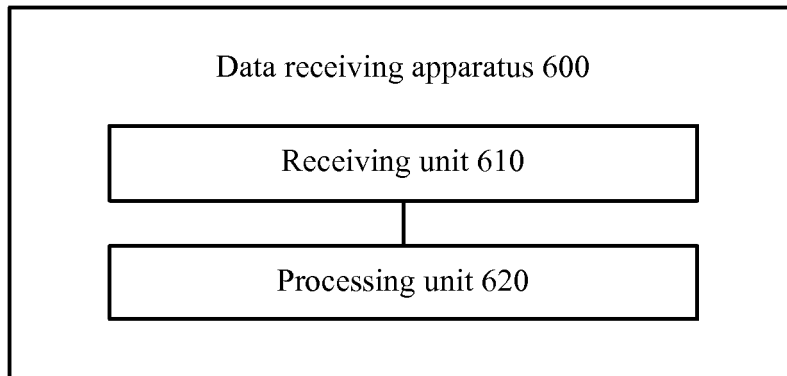 Data receiving apparatus 600
Receiving unit 610
Processing unit 620